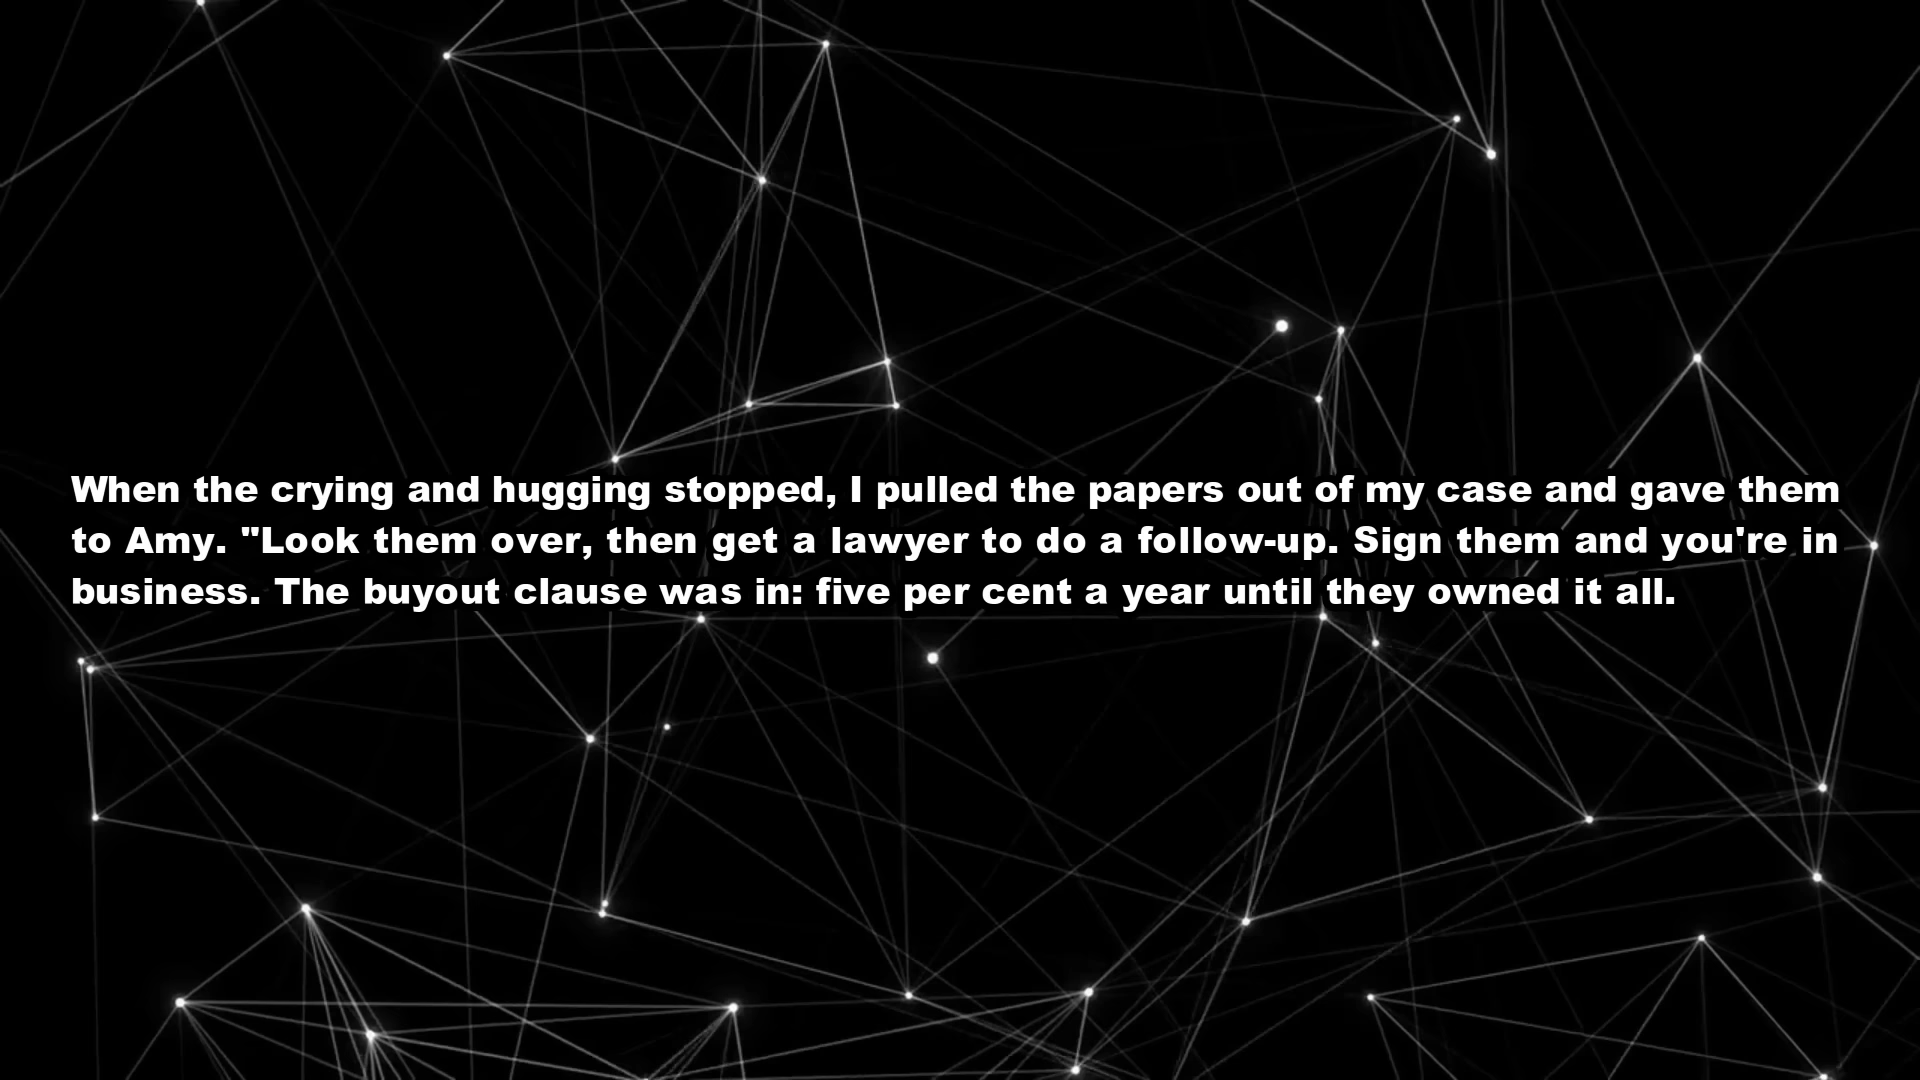 When the crying and hugging stopped, I pulled the papers out of my case and gave them
to Amy. "Look them over, then get a lawyer to do a follow-up. Sign them and you're in
business. The buyout clause was in: five per cent a year until they owned it all.